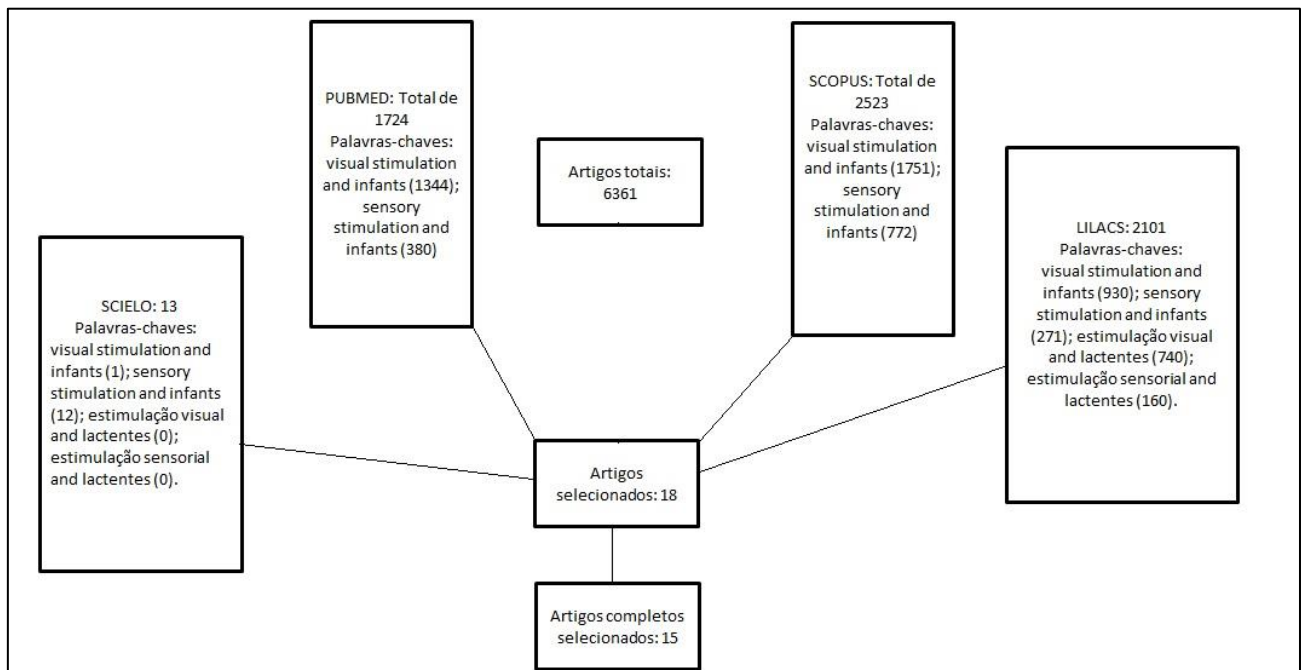 PUBMED: Total de
1724
Palavras-chaves:
visual stimulation
and infants (1344);
sensory
stimulation and
infants (380)
SCOPUS: Total de
2523
Palavras-chaves:
visual stimulation
and infants (1751);
sensory
stimulation and
infants (772)
Artigos totais:
6361
SCIELO: 13
Palavras-chaves:
visual stimulation and
infants (1); sensory
stimulation and infants
(12); estimulação visual
and lactentes (0);
estimulação sensorial
and lactentes (0).
LILACS: 2101
Palavras-chaves:
visual stimulation and
infants (930); sensory
stimulation and infants
(271); estimulação visual
and lactentes (740);
estimulação sensorial and
lactentes (160).
Artigos
selecionados: 18
Artigos completos
selecionados: 15